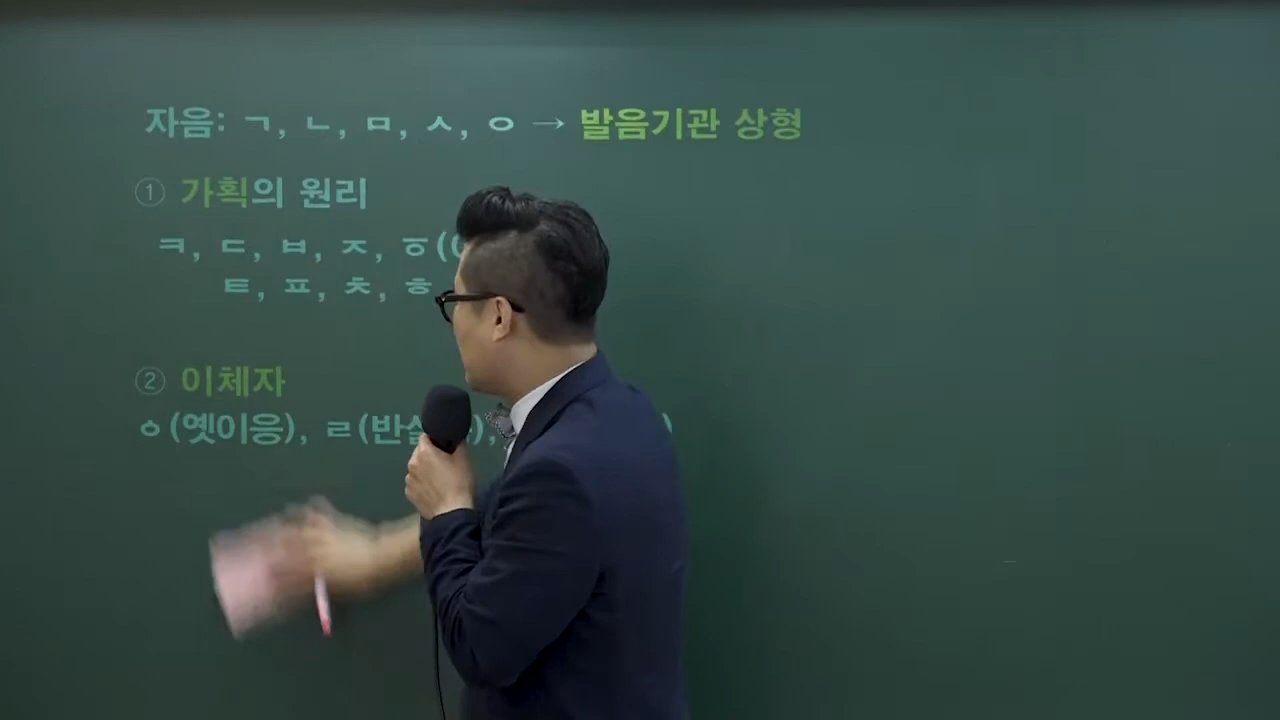 자음: ㄱ, ㄴ, ㅁ, ㅅ, ㅇ → 발음기관 상형
① 가획의 원리
ㅋ, ㄷ, ㅂ, ㅈ, ㆆ(
ㅌ, ㅍ, ㅊ, ㅎ
② 이체자
ㆁ(옛이응), ㄹ( ), )